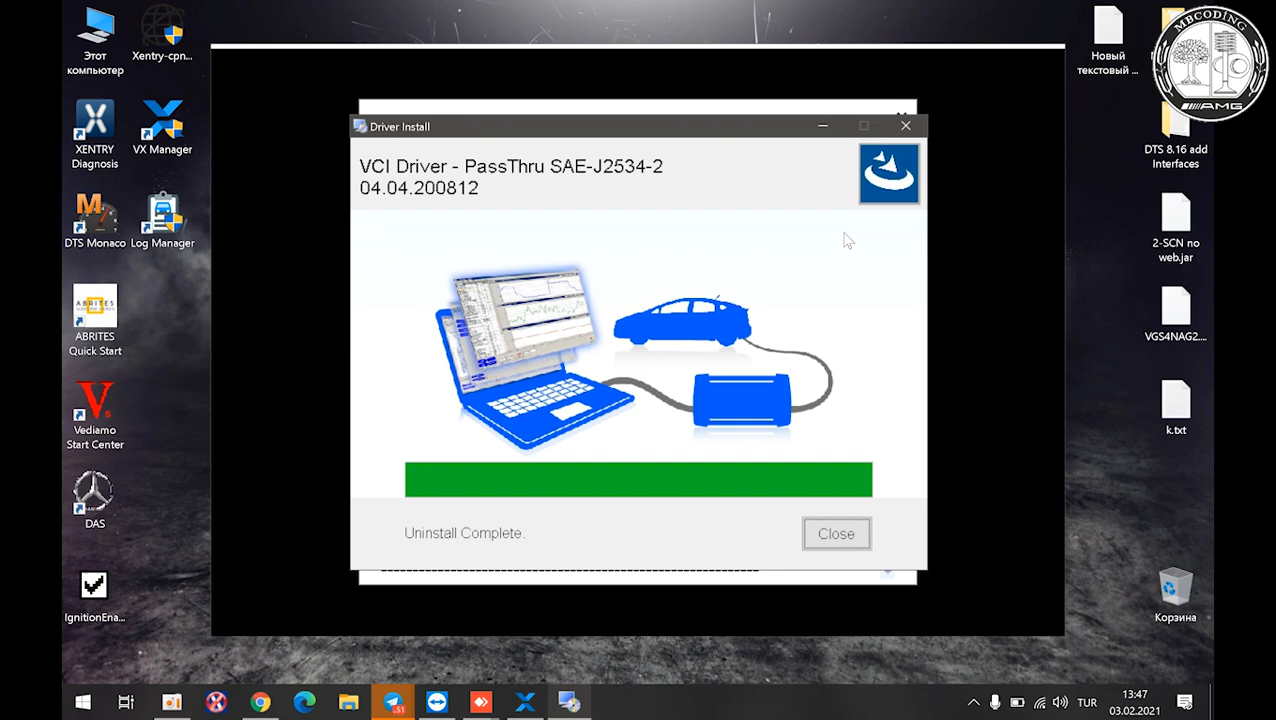 Этот
компьютер
Xentry-cpn...
XENTRY
Diagnosis
VX Manager
DTS Monaco
Log Manager
ABRITES
ABRITES
Quick Start
Vs
Vediamo
Start Center
DAS
IgnitionEna...
Driver Install
VCI Driver - PassThru SAE-J2534-2
04.04.200812
Uninstall Complete.
Close
Новый
текстовый ...
MBCODING
AMG
DTS 8.16 add
Interfaces
2-SCN no
web.jar
VGS4NAG2....
k.txt
Корзина
51
TUR
13:47
03.02.2021